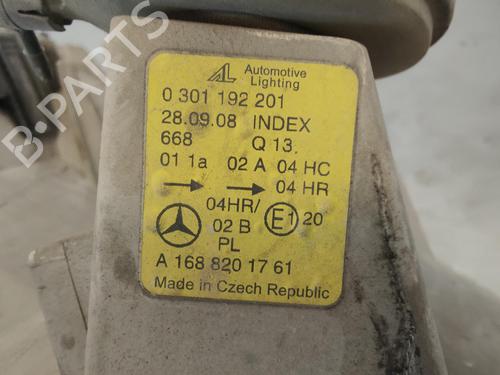 AL Automotive
Lighting
0 301 192 201
28.09.08 INDEX
668 Q 13.
01 1a 02 A 04 HC
04 HR
04HR/ E1 20
02 B
PL
A 168 820 17 61
Made in Czech Republic
B-PARTS